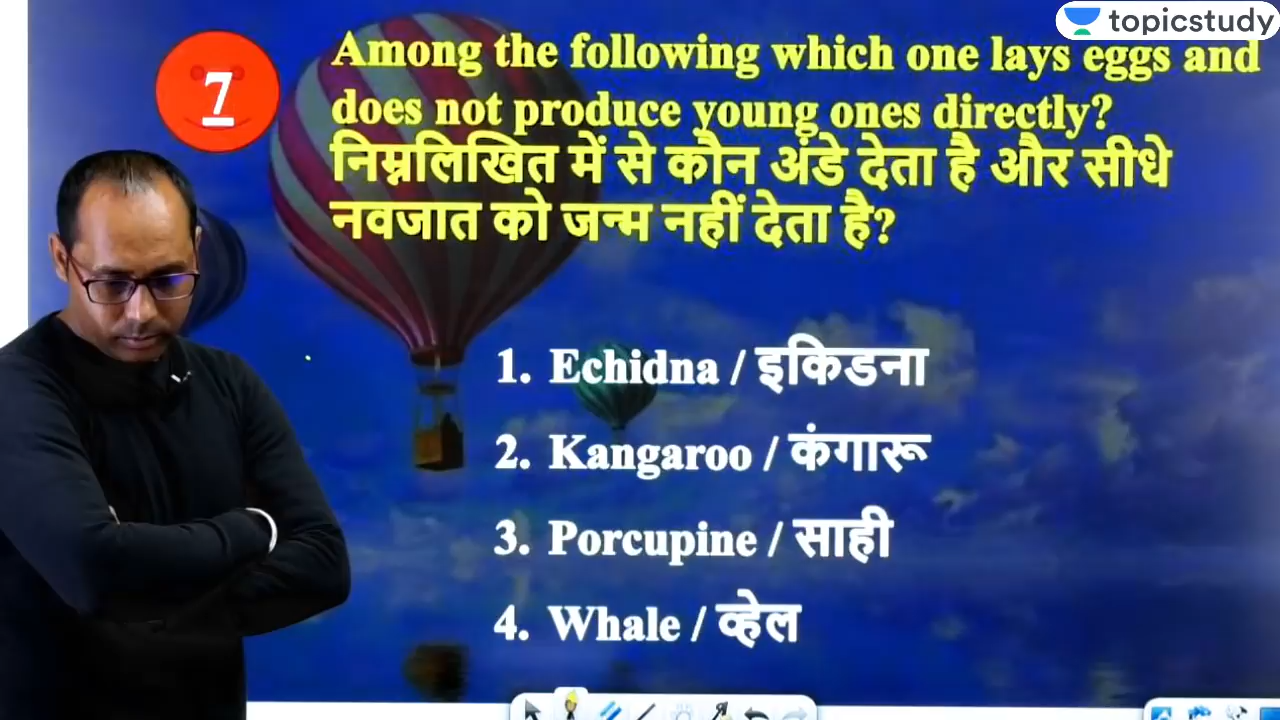 topicstudy
7
Among the following which one lays eggs and
does not produce young ones directly?
निम्नलिखित में से कौन अंडे देता है और सीधे
नवजात को जन्म नहीं देता है?
1. Echidna / इकिडना
2. Kangaroo / कंगारू
3. Porcupine / साही
4. Whale / व्हेल